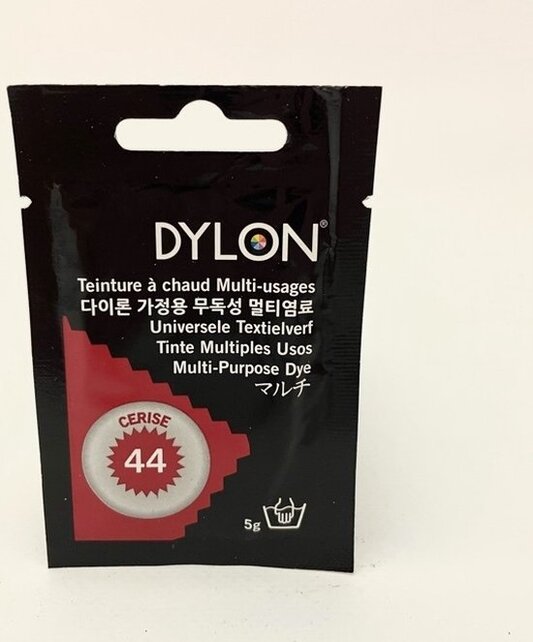 DYLON®
Teinture à chaud Multi-usages
다이론 가정용 무독성 멀티염료
Universele Textielverf
Tinte Multiples Usos
Multi-Purpose Dye
マルチ
CERISE
44
5g